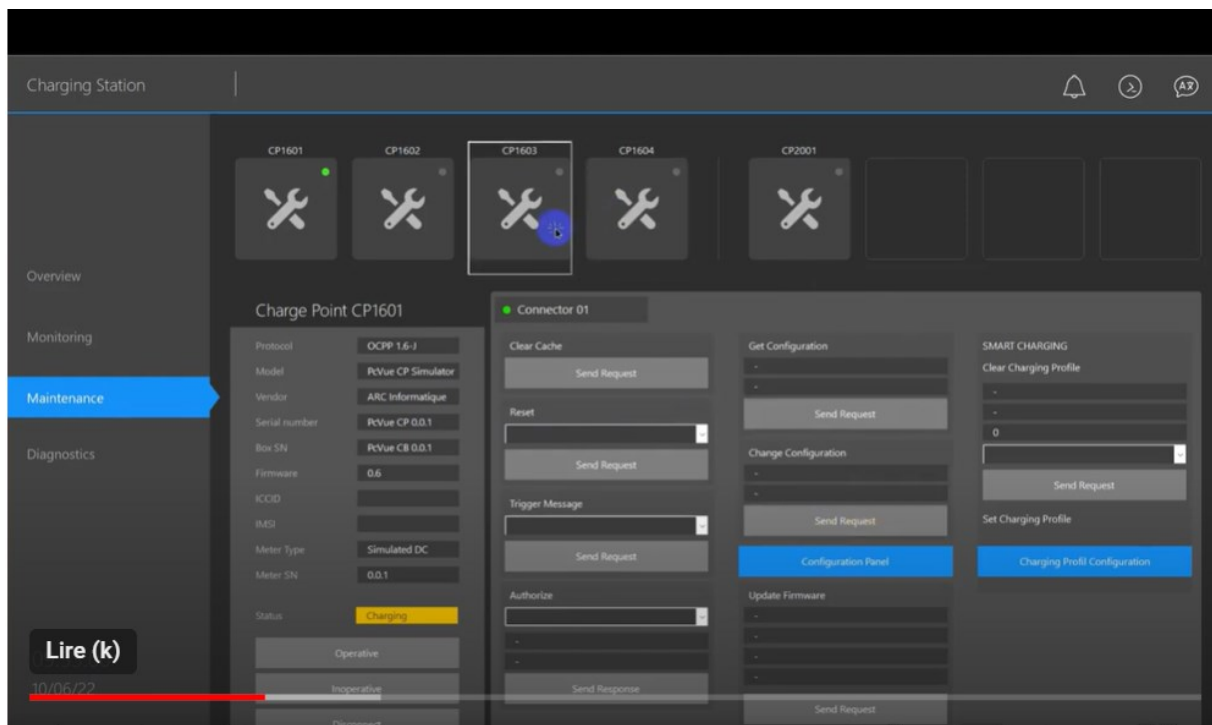 Charging Station
CP1601
CP1602
CP1603
CP1604
CP2001
Overview
Monitoring
Maintenance
Diagnostics
Lire (k)
10/06/22
Charge Point CP1601
Protocol OCPP 1.6-J
Model PcVue CP Simulator
Vendor ARC Informatique
Serial number PcVue CP 0.0.1
Box SN PcVue CB 0.0.1
Firmware 0.6
ICCID
IMSI
Meter Type Simulated DC
Meter SN 0.0.1
Status Charging
Operative
Inoperative
Connector 01
Clear Cache
Send Request
Reset
Send Request
Trigger Message
Send Request
Authorize
-
-
Send Response
Get Configuration
-
-
Send Request
Change Configuration
-
-
Send Request
Configuration Panel
Update Firmware
-
-
-
-
Send Request
SMART CHARGING
Clear Charging Profile
-
-
0
Send Request
Set Charging Profile
Charging Profil Configuration